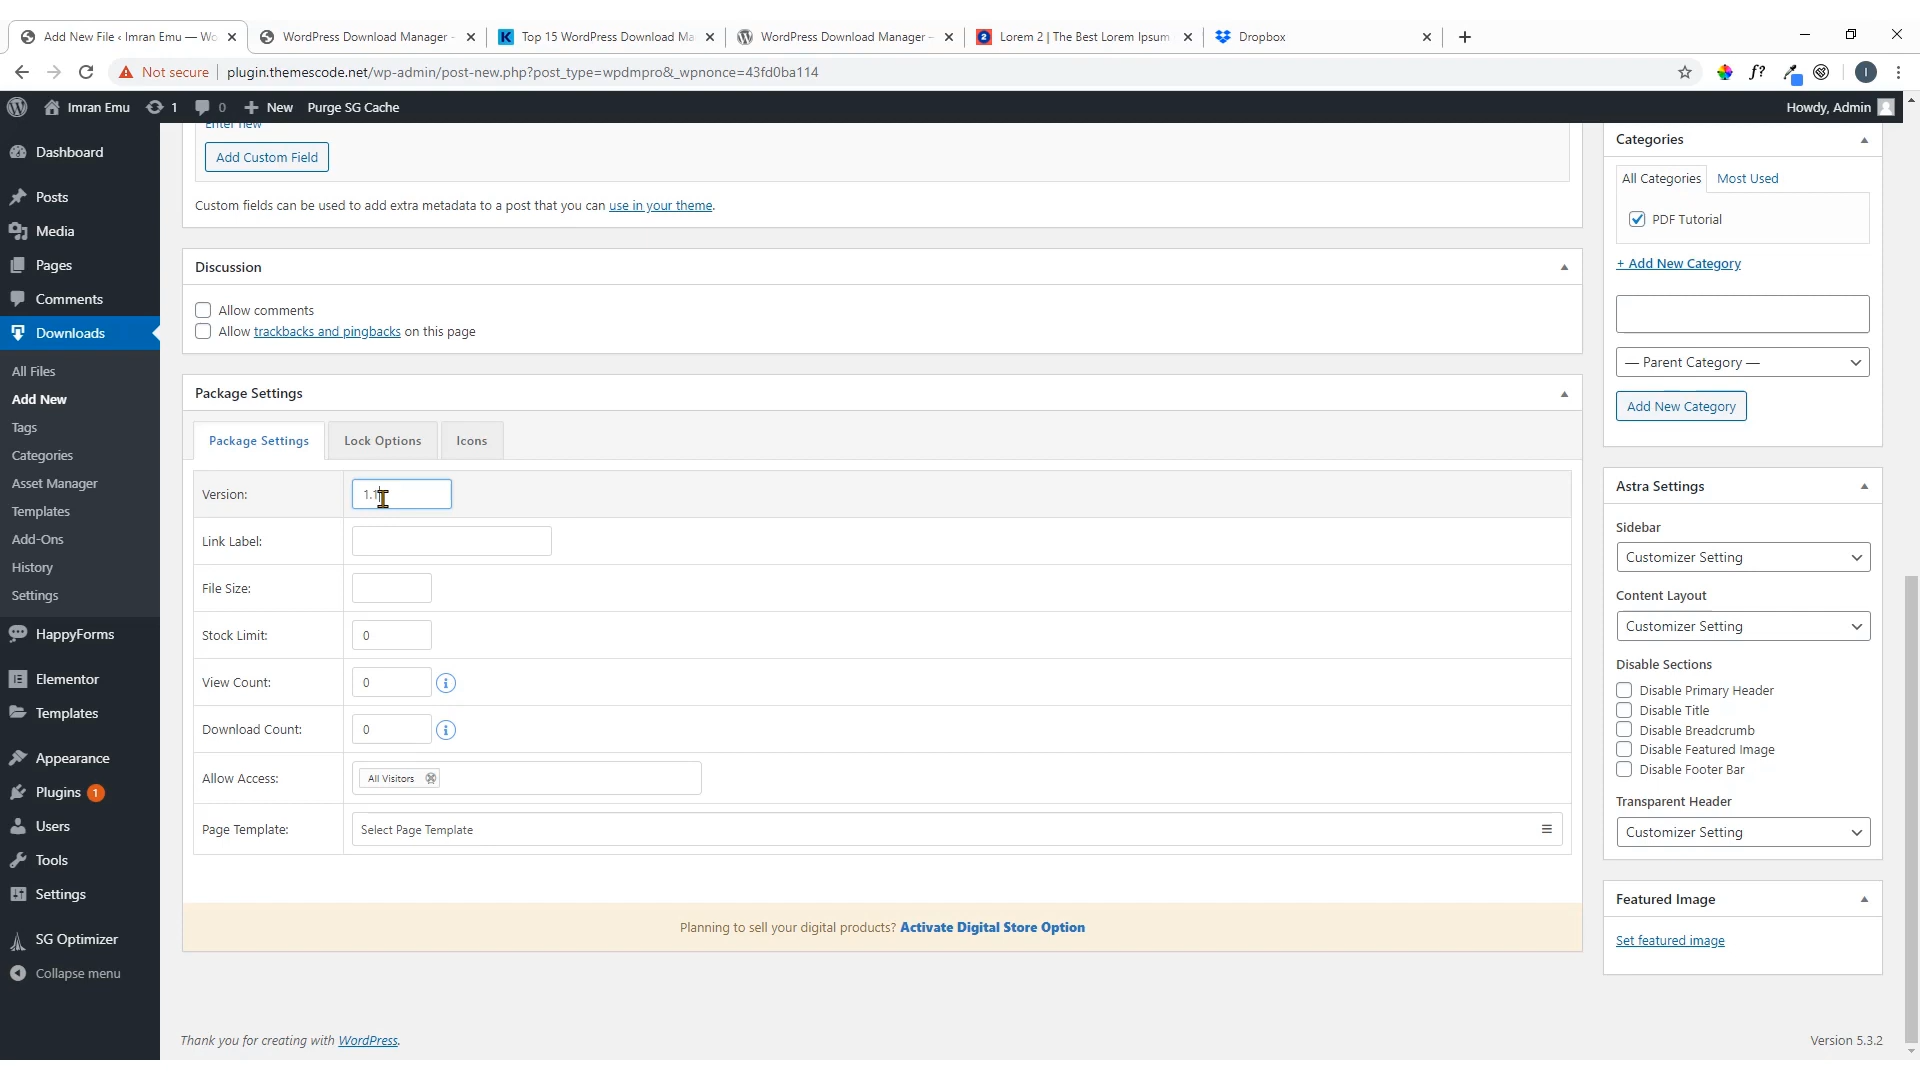 Add New File ‹ Imran Emu — Wo
WordPress Download Manager -
Top 15 WordPress Download Ma
WordPress Download Manager –
Lorem 2 | The Best Lorem Ipsum
Dropbox
Not secure
plugin.themescode.net/wp-admin/post-new.php?post_type=wpdmpro&_wpnonce=43fd0ba114
Imran Emu
1
0
New
Purge SG Cache
Howdy, Admin
Dashboard
Posts
Media
Pages
Comments
Downloads
All Files
Add New
Tags
Categories
Asset Manager
Templates
Add-Ons
History
Settings
HappyForms
Elementor
Templates
Appearance
Plugins 1
Users
Tools
Settings
SG Optimizer
Collapse menu
Enter new
Add Custom Field
Custom fields can be used to add extra metadata to a post that you can use in your theme.
Discussion
Allow comments
Allow trackbacks and pingbacks on this page
Package Settings
Package Settings
Lock Options
Icons
Version:
1.1
Link Label:
File Size:
Stock Limit:
0
View Count:
0
Download Count:
0
Allow Access:
All Visitors
Page Template:
Select Page Template
Planning to sell your digital products? Activate Digital Store Option
Categories
All Categories
Most Used
PDF Tutorial
+ Add New Category
— Parent Category —
Add New Category
Astra Settings
Sidebar
Customizer Setting
Content Layout
Customizer Setting
Disable Sections
Disable Primary Header
Disable Title
Disable Breadcrumb
Disable Featured Image
Disable Footer Bar
Transparent Header
Customizer Setting
Featured Image
Set featured image
Thank you for creating with WordPress.
Version 5.3.2